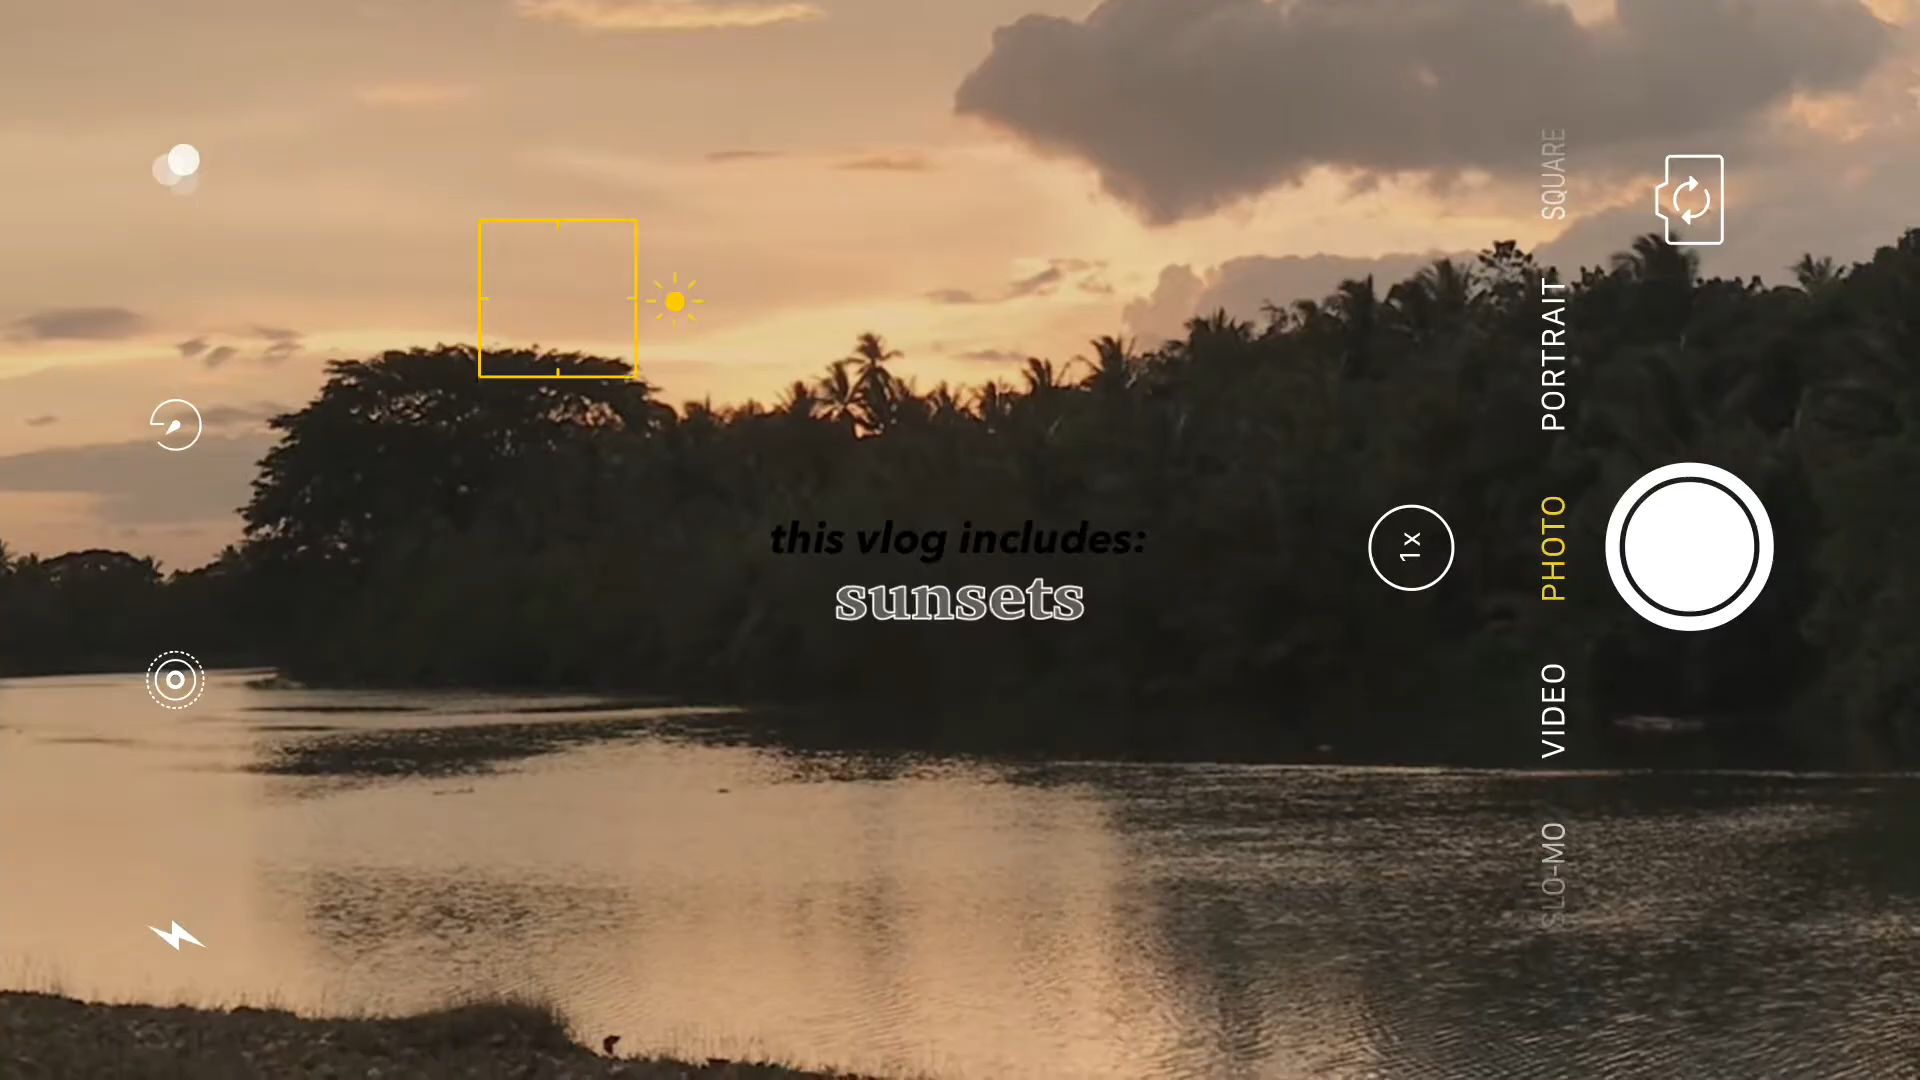 this vlog includes:
sunsets
1x
SQUARE
PORTRAIT
PHOTO
VIDEO
SLO-MO